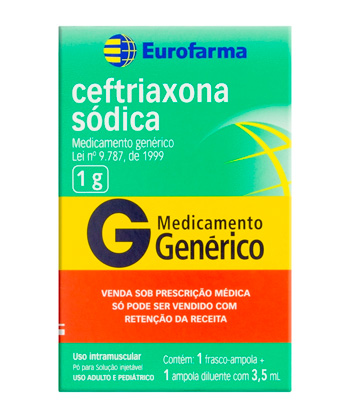 Eurofarma
ceftriaxona
sódica
Medicamento genérico
Lei nº 9.787, de 1999
1 g
G Medicamento
Genérico
VENDA SOB PRESCRIÇÃO MÉDICA
SÓ PODE SER VENDIDO COM
RETENÇÃO DA RECEITA
Uso intramuscular
Pó para Solução injetável
USO ADULTO E PEDIÁTRICO
Contém: 1 frasco-ampola +
1 ampola diluente com 3,5 mL